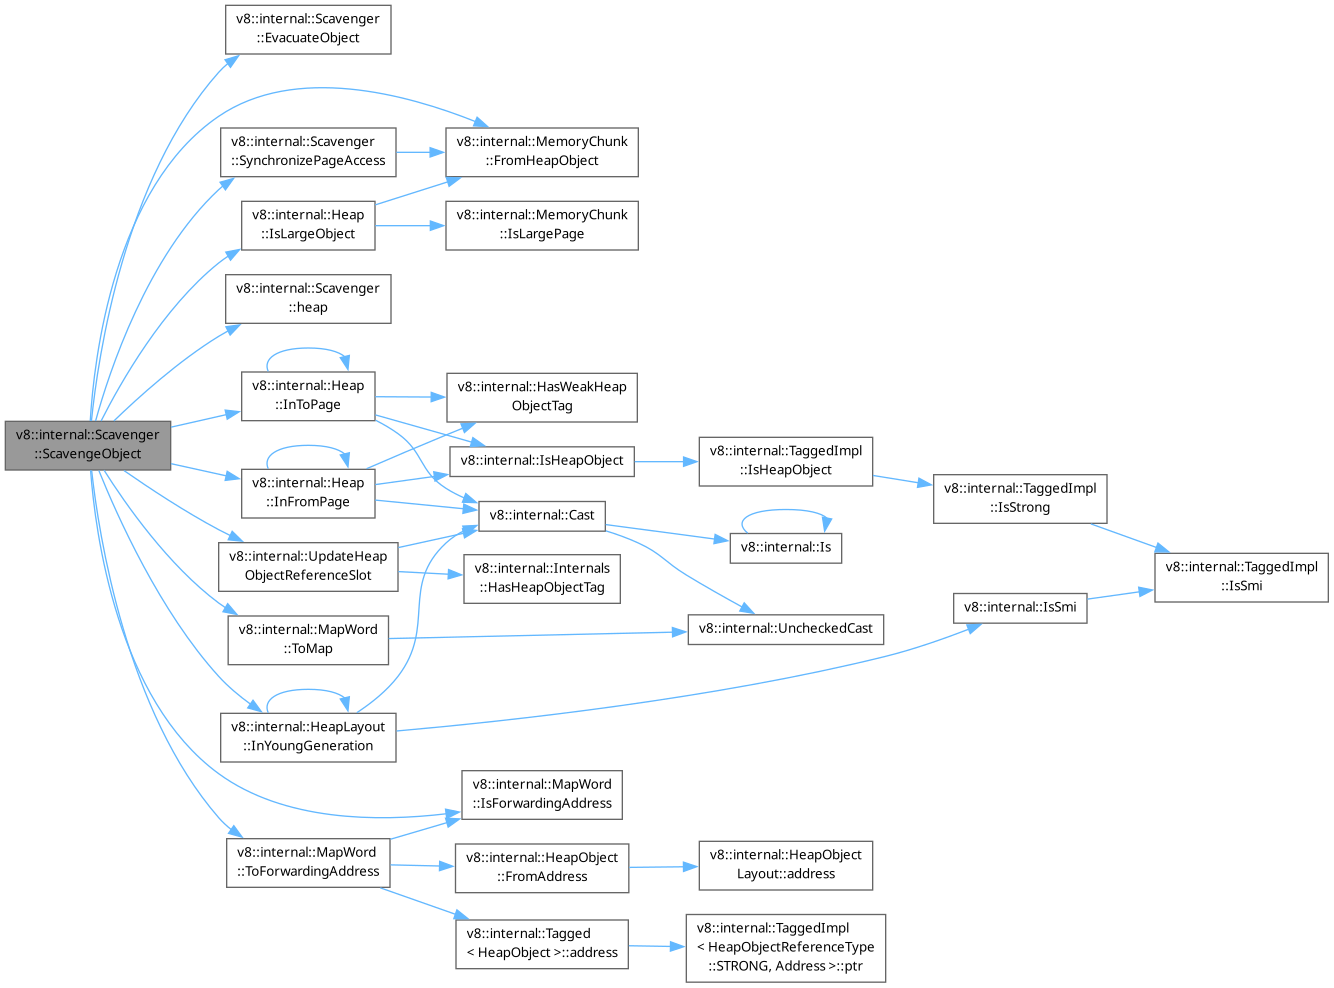 v8::internal::Scavenger
::EvacuateObject
v8::internal::Scavenger
::SynchronizePageAccess
v8::internal::MemoryChunk
::FromHeapObject
v8::internal::Heap
::IsLargeObject
v8::internal::MemoryChunk
::IsLargePage
v8::internal::Scavenger
::heap
v8::internal::Heap
::InToPage
v8::internal::HasWeakHeap
ObjectTag
v8::internal::Scavenger
::ScavengeObject
v8::internal::IsHeapObject
v8::internal::TaggedImpl
::IsHeapObject
v8::internal::Heap
::InFromPage
v8::internal::TaggedImpl
::IsStrong
v8::internal::Cast
v8::internal::Is
v8::internal::UpdateHeap
ObjectReferenceSlot
v8::internal::Internals
::HasHeapObjectTag
v8::internal::TaggedImpl
::IsSmi
v8::internal::IsSmi
v8::internal::MapWord
::ToMap
v8::internal::UncheckedCast
v8::internal::HeapLayout
::InYoungGeneration
v8::internal::MapWord
::IsForwardingAddress
v8::internal::MapWord
::ToForwardingAddress
v8::internal::HeapObject
::FromAddress
v8::internal::HeapObject
Layout::address
v8::internal::Tagged
< HeapObject >::address
v8::internal::TaggedImpl
< HeapObjectReferenceType
::STRONG, Address >::ptr